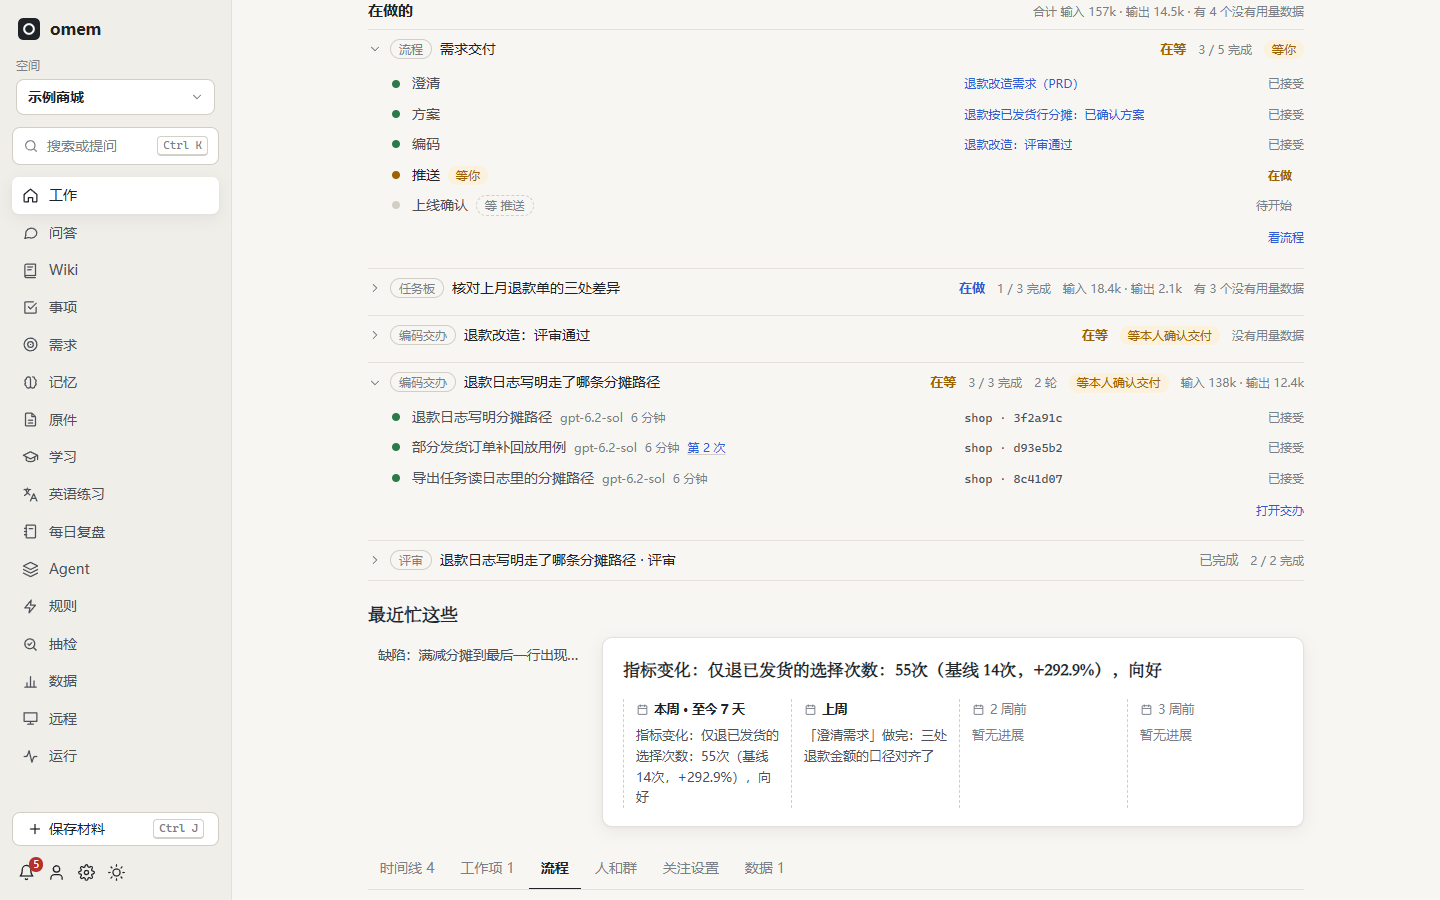 omem
空间
示例商城
搜索或提问 Ctrl K
工作
问答
Wiki
事项
需求
记忆
原件
学习
英语练习
每日复盘
Agent
规则
抽检
数据
远程
运行
保存材料 Ctrl J
5
在做的 合计 输入 157k · 输出 14.5k · 有 4 个没有用量数据
流程 需求交付 在等 3 / 5 完成 等你
澄清 退款改造需求（PRD） 已接受
方案 退款按已发货行分摊：已确认方案 已接受
编码 退款改造：评审通过 已接受
推送 等你 在做
上线确认 等 推送 待开始
看流程
任务板 核对上月退款单的三处差异 在做 1 / 3 完成 输入 18.4k · 输出 2.1k 有 3 个没有用量数据
编码交办 退款改造：评审通过 在等 等本人确认交付 没有用量数据
编码交办 退款日志写明走了哪条分摊路径 在等 3 / 3 完成 2 轮 等本人确认交付 输入 138k · 输出 12.4k
退款日志写明分摊路径 gpt-6.2-sol 6 分钟 shop · 3f2a91c 已接受
部分发货订单补回放用例 gpt-6.2-sol 6 分钟 第 2 次 shop · d93e5b2 已接受
导出任务读日志里的分摊路径 gpt-6.2-sol 6 分钟 shop · 8c41d07 已接受
打开交办
评审 退款日志写明走了哪条分摊路径 · 评审 已完成 2 / 2 完成
最近忙这些
缺陷：满减分摊到最后一行出现...
指标变化：仅退已发货的选择次数：55次（基线 14次，+292.9%），向好
本周 • 至今 7 天
指标变化：仅退已发货的
选择次数：55次（基线
14次，+292.9%），向
好
上周
「澄清需求」做完：三处
退款金额的口径对齐了
2 周前
暂无进展
3 周前
暂无进展
时间线 4 工作项 1 流程 人和群 关注设置 数据 1